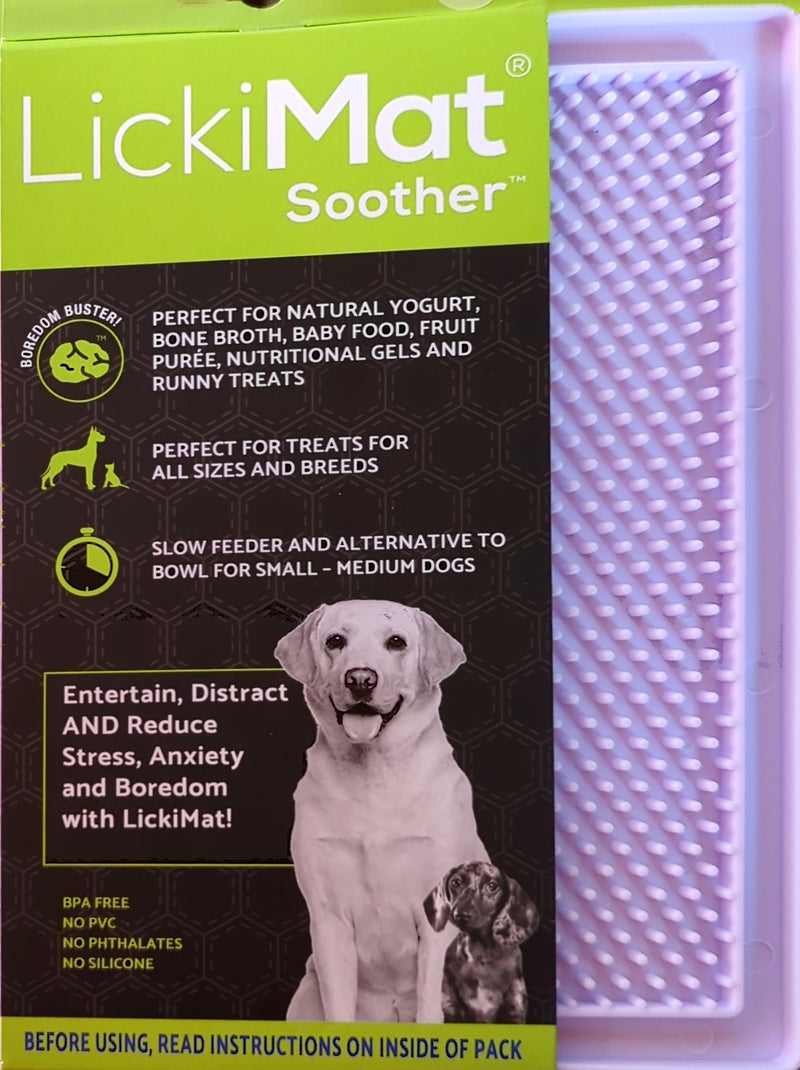 LickiMat®
Soother™
BOREDOM BUSTER!
TM
PERFECT FOR NATURAL YOGURT,
BONE BROTH, BABY FOOD, FRUIT
PURÉE, NUTRITIONAL GELS AND
RUNNY TREATS
PERFECT FOR TREATS FOR
ALL SIZES AND BREEDS
SLOW FEEDER AND ALTERNATIVE TO
BOWL FOR SMALL – MEDIUM DOGS
Entertain, Distract
AND Reduce
Stress, Anxiety
and Boredom
with LickiMat!
BPA FREE
NO PVC
NO PHTHALATES
NO SILICONE
BEFORE USING, READ INSTRUCTIONS ON INSIDE OF PACK